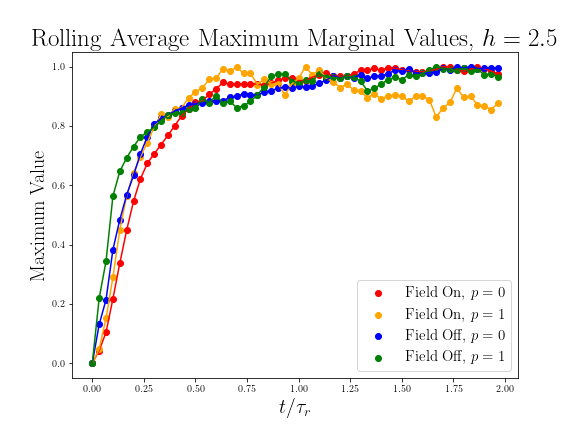 Rolling Average Maximum Marginal Values, h = 2.5
Maximum Value
1.0
0.8
0.6
0.4
0.2
0.0
Field On, p = 0
Field On, p = 1
Field Off, p = 0
Field Off, p = 1
0.00 0.25 0.50 0.75 1.00 1.25 1.50 1.75 2.00
t/τr